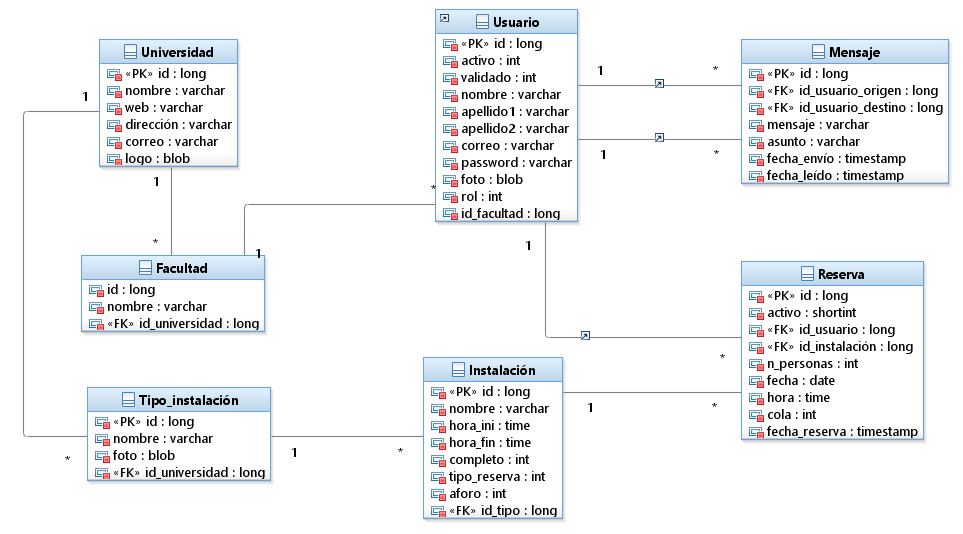 Universidad
«PK» id : long
nombre : varchar
web : varchar
dirección : varchar
correo : varchar
logo : blob
Usuario
«PK» id : long
activo : int
validado : int
nombre : varchar
apellido1 : varchar
apellido2 : varchar
correo : varchar
password : varchar
foto : blob
rol : int
id_facultad : long
Mensaje
«PK» id : long
«FK» id_usuario_origen : long
«FK» id_usuario_destino : long
mensaje : varchar
asunto : varchar
fecha_envío : timestamp
fecha_leído : timestamp
1
*
1
*
1
1
*
*
1
1
*
Facultad
id : long
nombre : varchar
«FK» id_universidad : long
Reserva
«PK» id : long
activo : shortint
«FK» id_usuario : long
«FK» id_instalación : long
n_personas : int
fecha : date
hora : time
cola : int
fecha_reserva : timestamp
Tipo_instalación
«PK» id : long
nombre : varchar
foto : blob
«FK» id_universidad : long
Instalación
«PK» id : long
nombre : varchar
hora_ini : time
hora_fin : time
completo : int
tipo_reserva : int
aforo : int
«FK» id_tipo : long
1
*
*
1
*